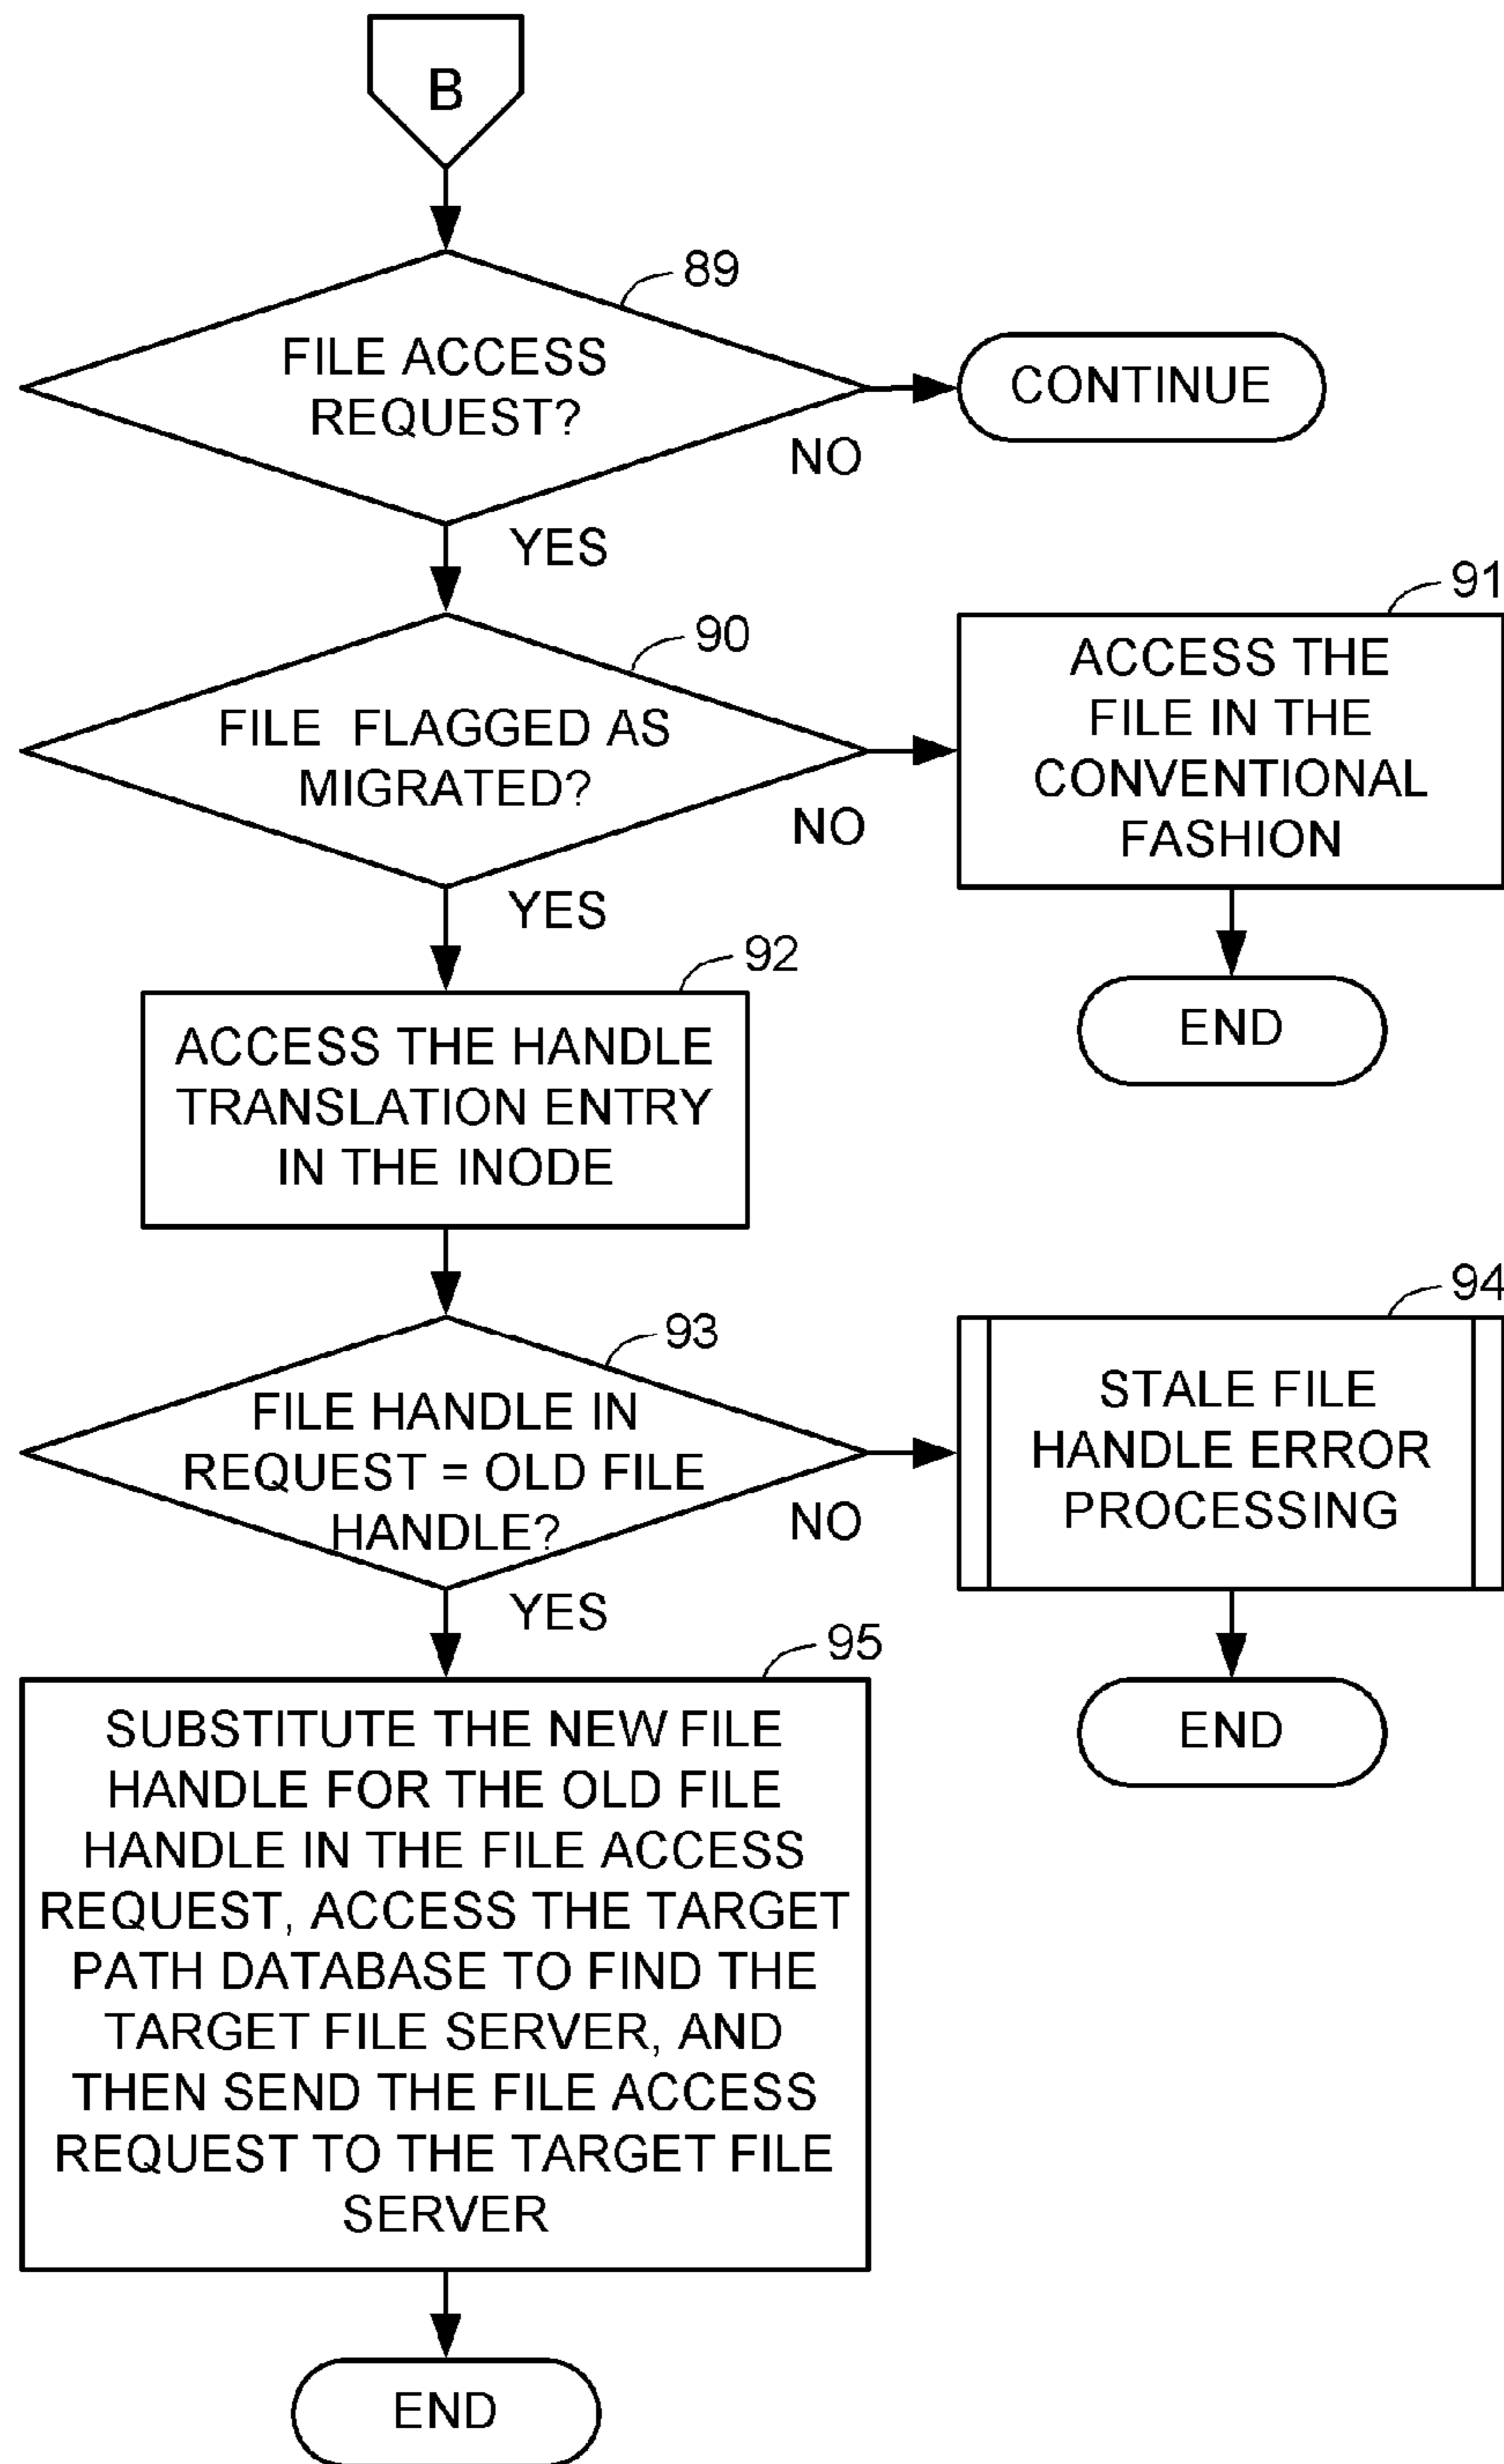 B
89
FILE ACCESS
REQUEST?
CONTINUE
NO
YES
90
FILE FLAGGED AS
MIGRATED?
NO
YES
91
ACCESS THE
FILE IN THE
CONVENTIONAL
FASHION
END
92
ACCESS THE HANDLE
TRANSLATION ENTRY
IN THE INODE
93
FILE HANDLE IN
REQUEST = OLD FILE
HANDLE?
NO
YES
94
STALE FILE
HANDLE ERROR
PROCESSING
END
95
SUBSTITUTE THE NEW FILE
HANDLE FOR THE OLD FILE
HANDLE IN THE FILE ACCESS
REQUEST, ACCESS THE TARGET
PATH DATABASE TO FIND THE
TARGET FILE SERVER, AND
THEN SEND THE FILE ACCESS
REQUEST TO THE TARGET FILE
SERVER
END